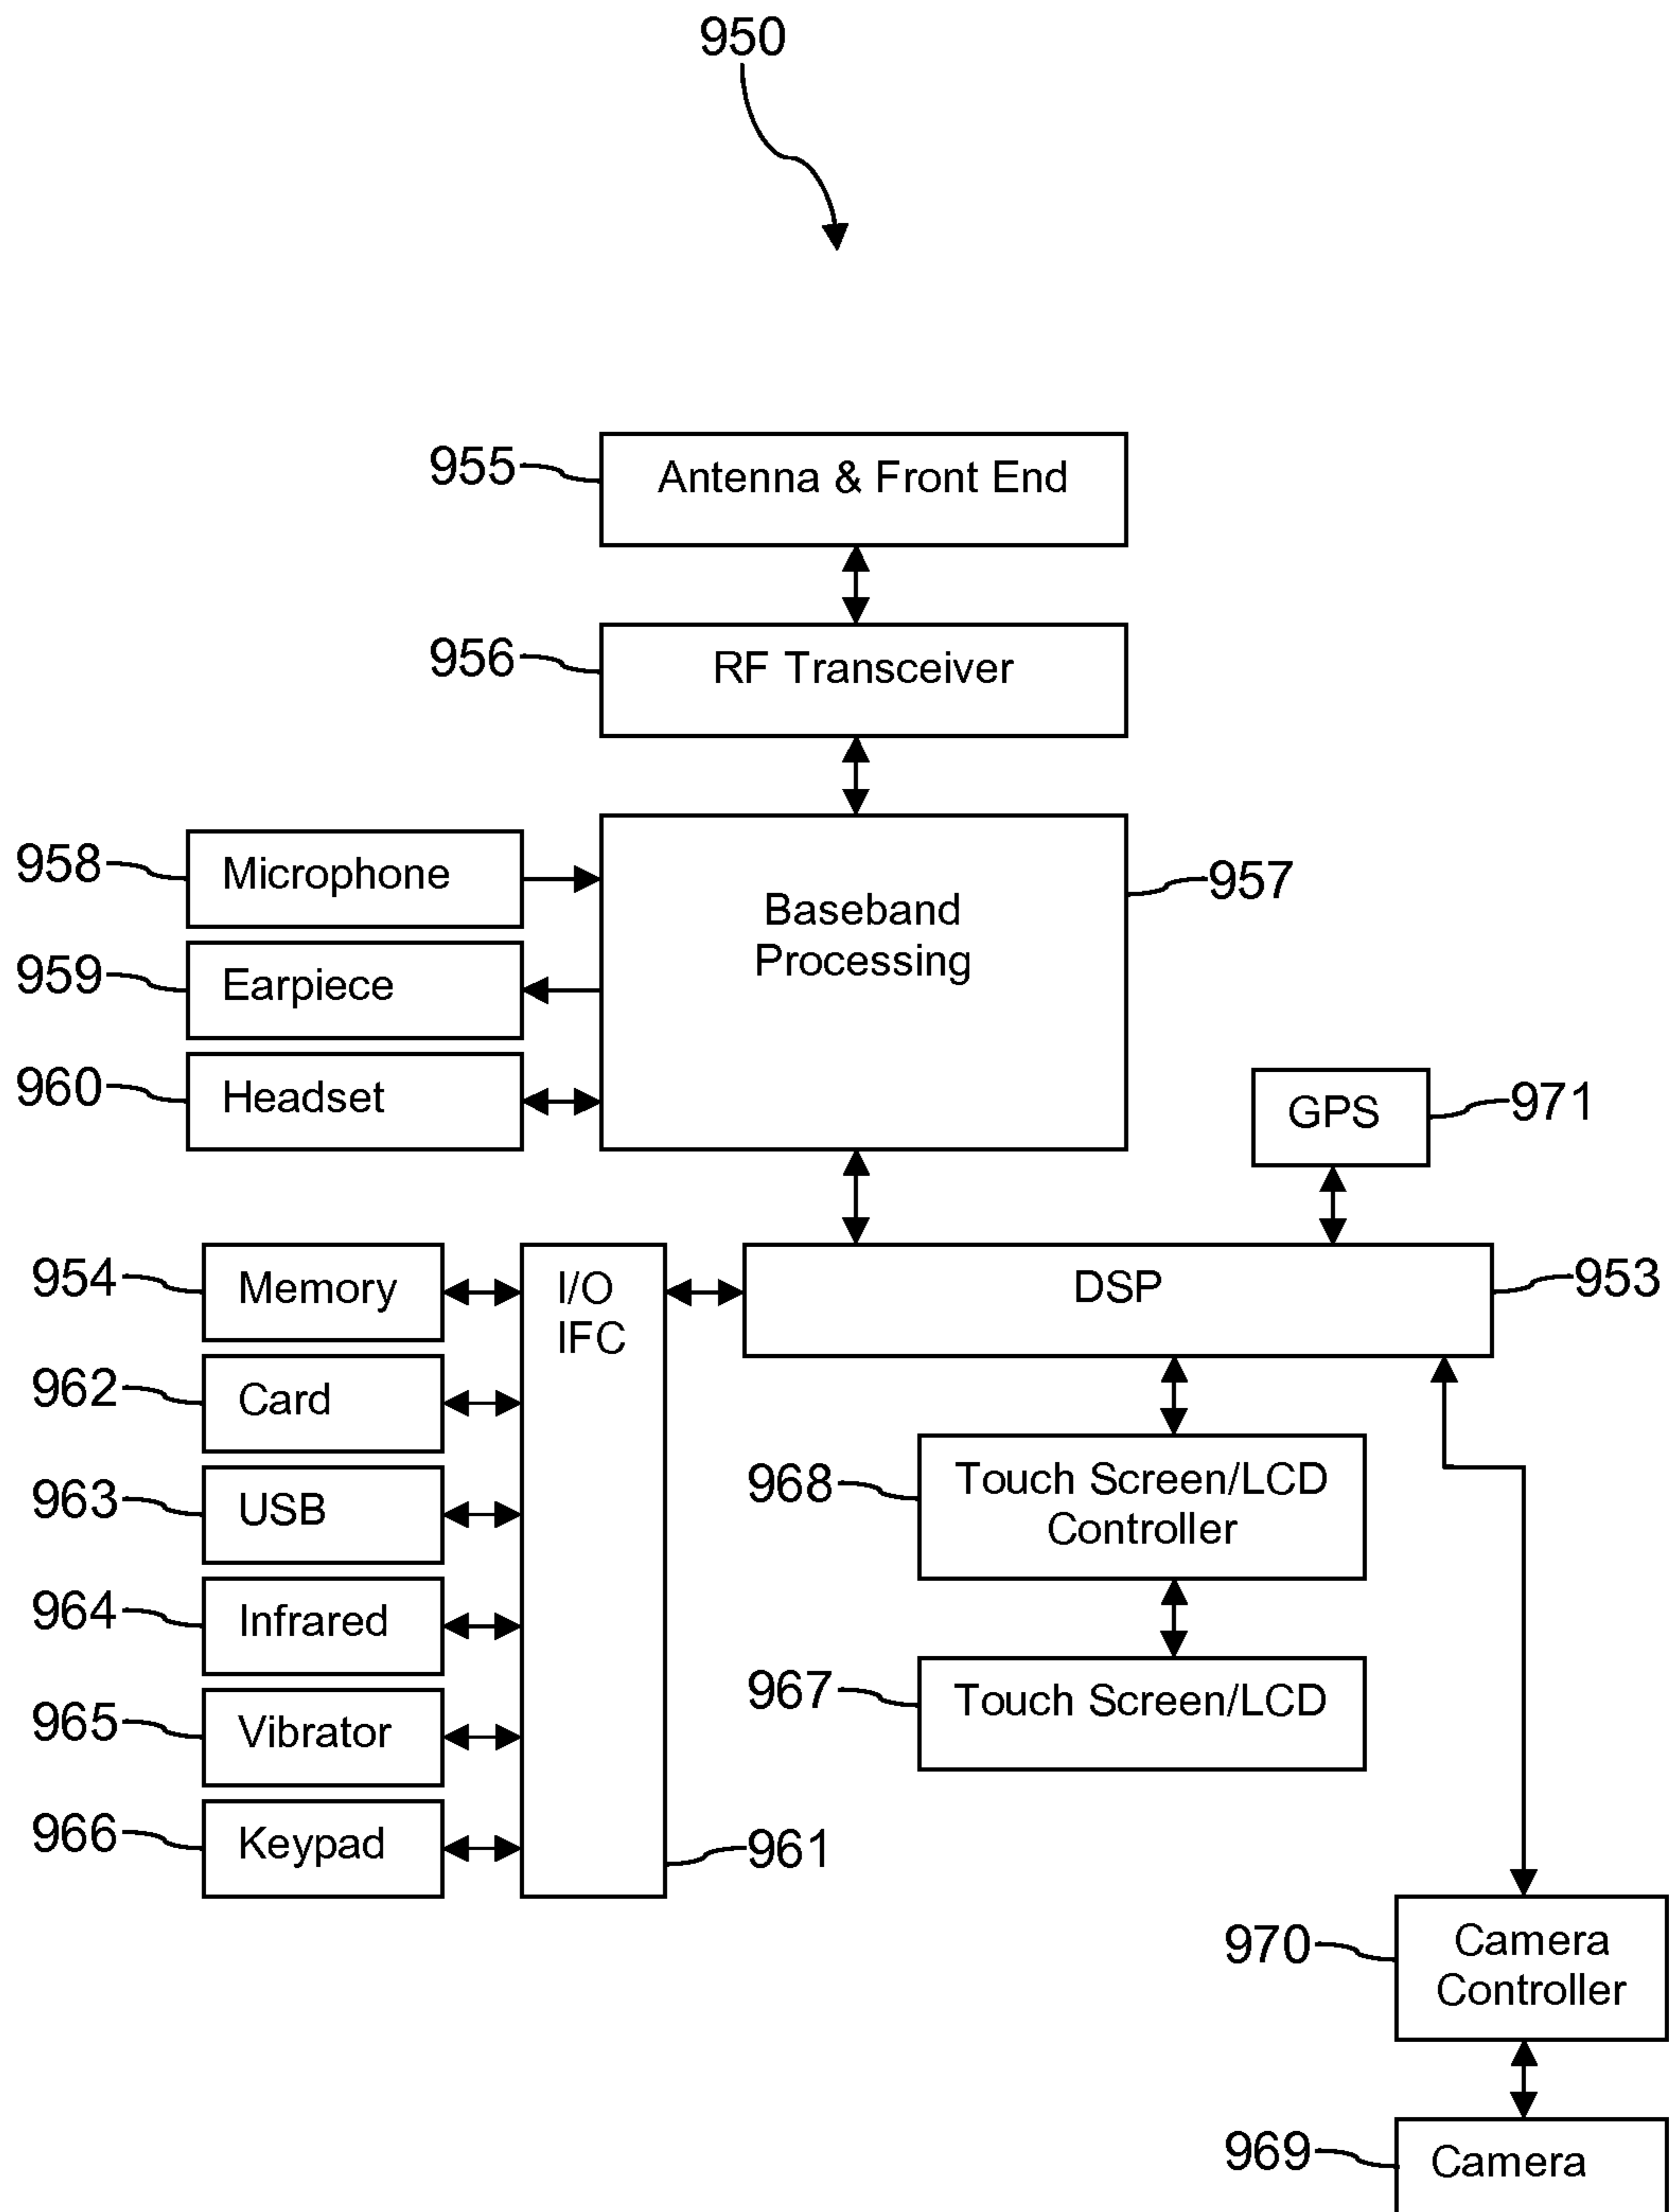 950
955
Antenna & Front End
956
RF Transceiver
958
Microphone
Baseband
Processing
957
959
Earpiece
960
Headset
GPS
971
954
Memory
I/O
IFC
DSP
953
962
Card
963
USB
968
Touch Screen/LCD
Controller
964
Infrared
967
Touch Screen/LCD
965
Vibrator
966
Keypad
961
970
Camera
Controller
969
Camera